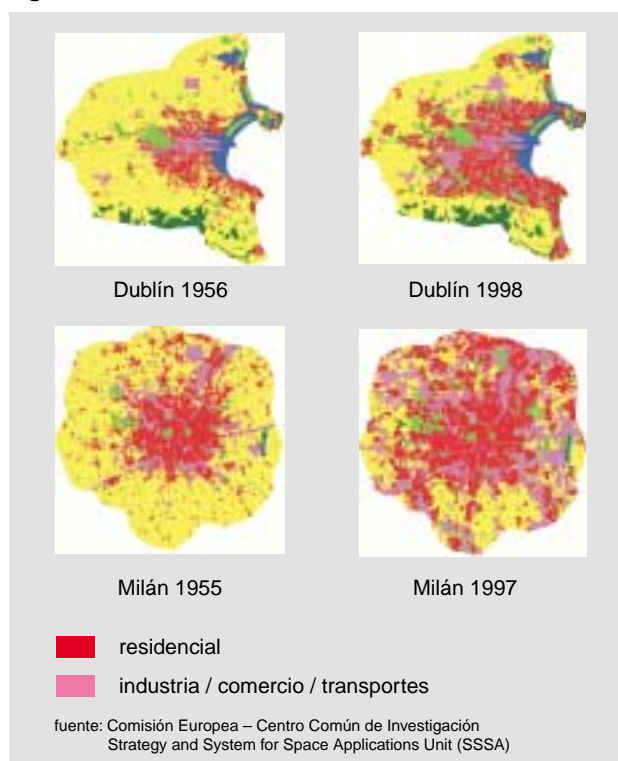 Dublín 1956
Dublín 1998
Milán 1955
Milán 1997
residencial
industria / comercio / transportes
fuente: Comisión Europea – Centro Común de Investigación
Strategy and System for Space Applications Unit (SSSA)